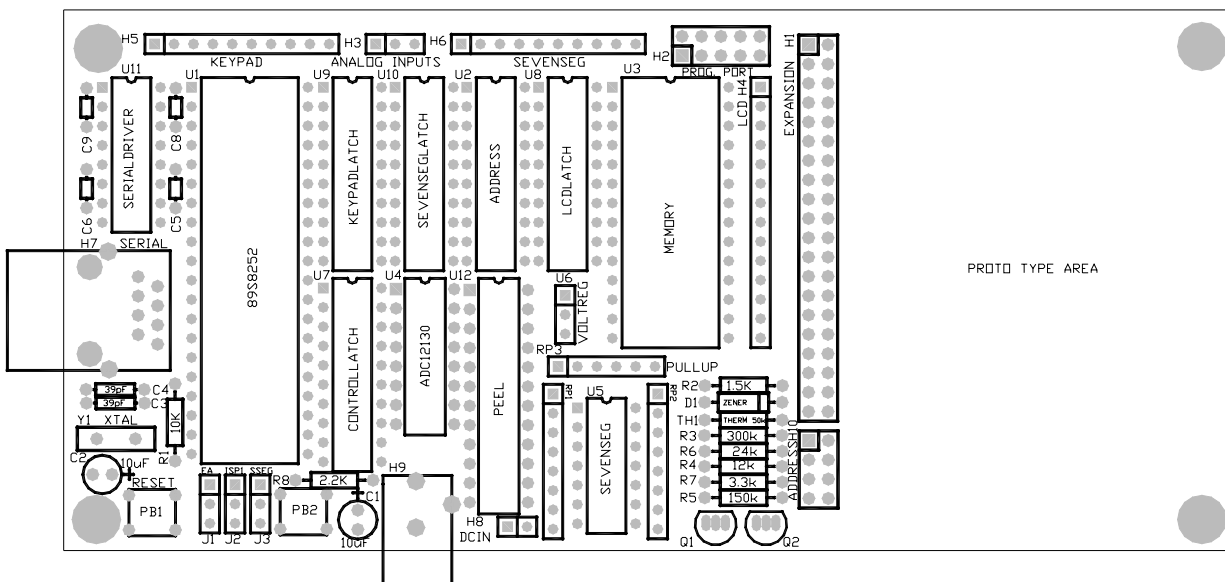 H5
H3
H6
H1
H2
KEYPAD
ANALOG INPUTS
SEVENSEG
PROG. PORT
EXPANSION
U11
U1
U9
U10
U2
U8
U3
H4
LCD
C9
C8
SERIALDRIVER
KEYPADLATCH
SEVENSEGLATCH
ADDRESS
LCDLATCH
MEMORY
C6
C5
H7
SERIAL
89S8252
PROTO TYPE AREA
U7
U4
U12
U6
VOLTREG
CONTROLLATCH
ADC12130
PEEL
RP3
PULLUP
39pF
C4
39pF
C3
Y1
XTAL
10K
R1
RP1
U5
RP2
SEVENSEG
R2
1.5K
D1
ZENER
TH1
THERM 50k
R3
300k
R6
24k
R4
12k
R7
3.3k
R5
150k
ADDRESSH10
C2
10uF
RESET
PB1
EA
ISP1
SSEG
J1
J2
J3
R8
2.2K
PB2
C1
10uF
H9
H8
DCIN
Q1
Q2